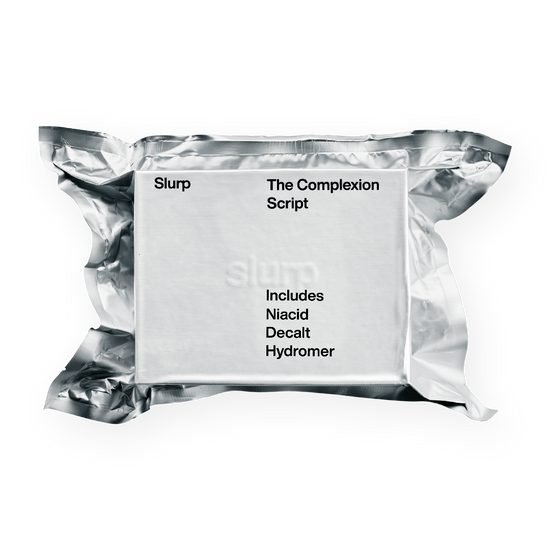 Slurp
The Complexion
Script
slurp
Includes
Niacid
Decalt
Hydromer